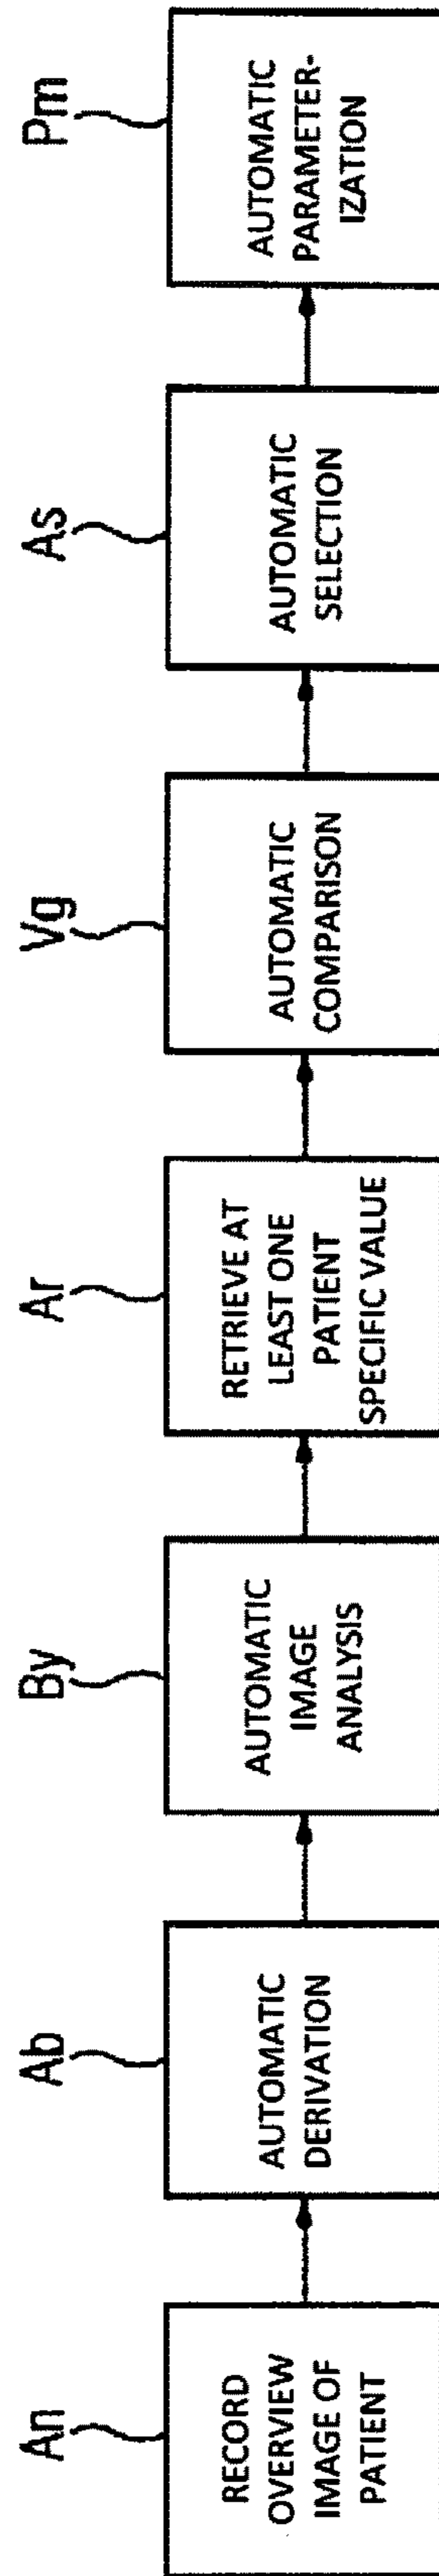 An
RECORD
OVERVIEW
IMAGE OF
PATIENT
Ab
AUTOMATIC
DERIVATION
By
AUTOMATIC
IMAGE
ANALYSIS
Ar
RETRIEVE AT
LEAST ONE
PATIENT
SPECIFIC VALUE
Vg
AUTOMATIC
COMPARISON
As
AUTOMATIC
SELECTION
Pm
AUTOMATIC
PARAMETER-
IZATION